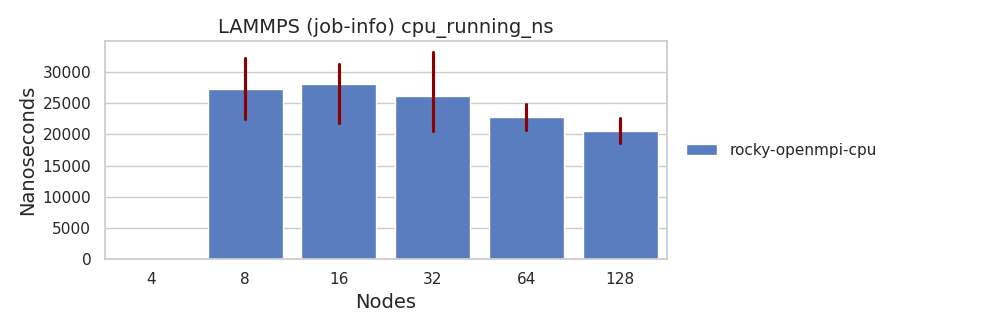 LAMMPS (job-info) cpu_running_ns
Nanoseconds
30000
25000
20000
15000
10000
5000
0
4 8 16 32 64 128
Nodes
rocky-openmpi-cpu